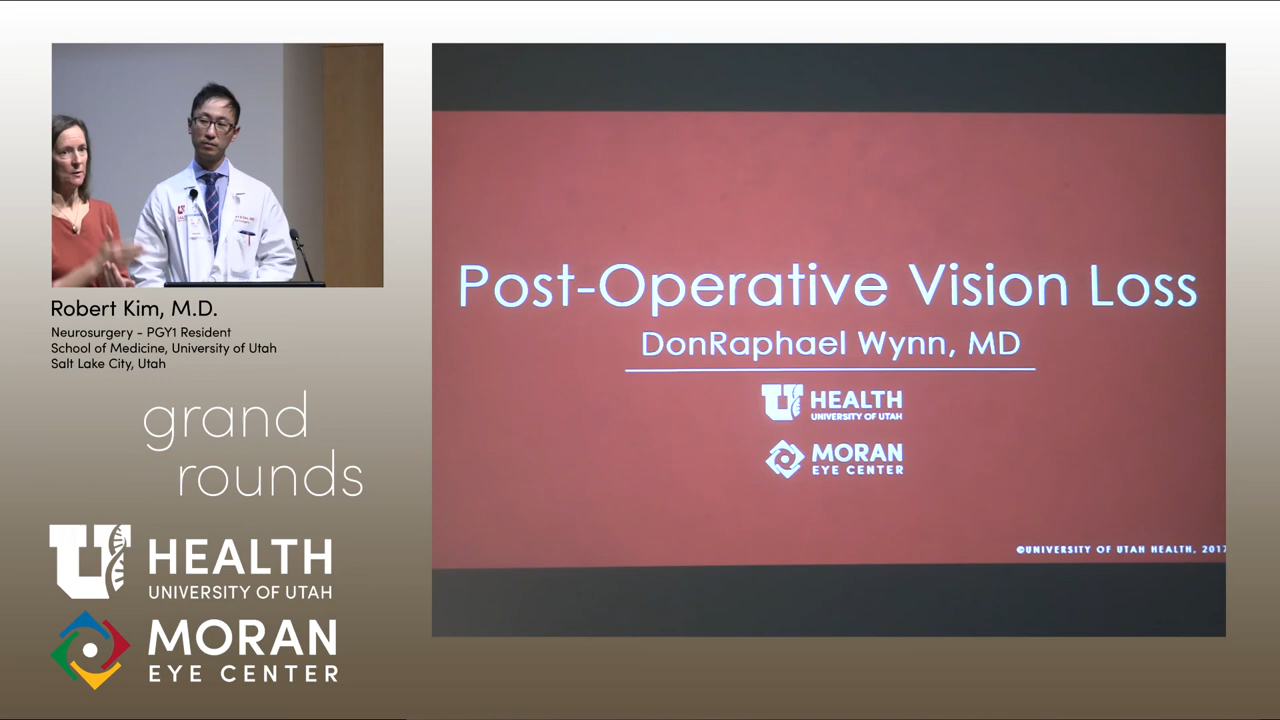 Robert Kim, M.D.
Neurosurgery - PGY1 Resident
School of Medicine, University of Utah
Salt Lake City, Utah
grand
rounds
U HEALTH
UNIVERSITY OF UTAH
MORAN
EYE CENTER
Post-Operative Vision Loss
DonRaphael Wynn, MD
U HEALTH
UNIVERSITY OF UTAH
MORAN
EYE CENTER
©UNIVERSITY OF UTAH HEALTH, 2017